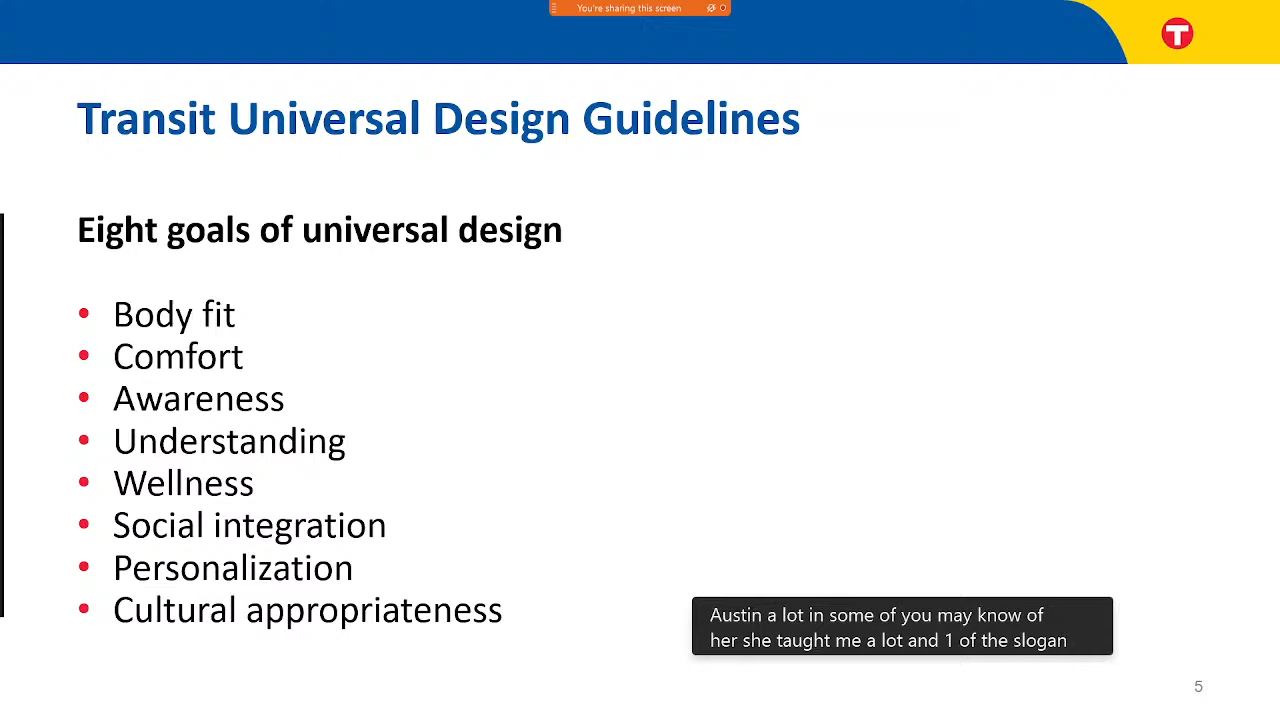 You're sharing this screen
T
Transit Universal Design Guidelines
Eight goals of universal design
• Body fit
• Comfort
• Awareness
• Understanding
• Wellness
• Social integration
• Personalization
• Cultural appropriateness
Austin a lot in some of you may know of
her she taught me a lot and 1 of the slogan
5